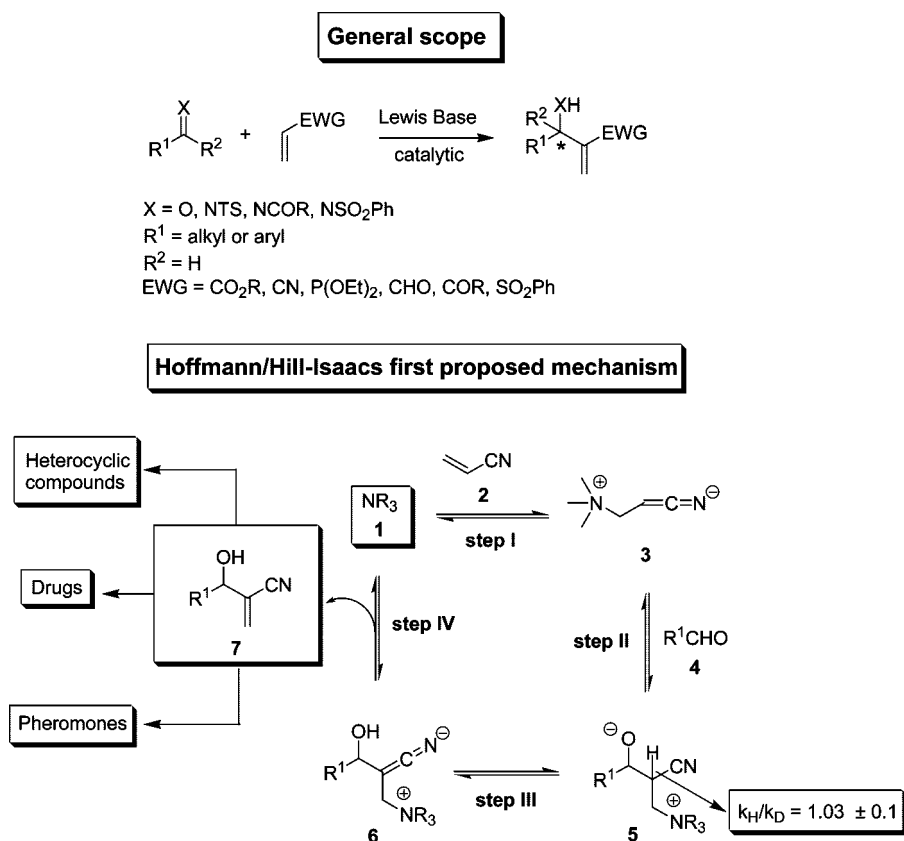 General scope
X
R1 R2
+
EWG
Lewis Base
catalytic
XH
R2
R1
*
EWG
X = O, NTS, NCOR, NSO2Ph
R1 = alkyl or aryl
R2 = H
EWG = CO2R, CN, P(OEt)2, CHO, COR, SO2Ph
Hoffmann/Hill-Isaacs first proposed mechanism
Heterocyclic
compounds
Drugs
Pheromones
OH
R1
CN
7
NR3
1
CN
2
step I
⊕
N
C
N
⊖
3
step IV
step II
R1CHO
4
OH
R1
C
N
⊖
⊕
NR3
6
step III
⊖
O
H
R1
CN
⊕
NR3
5
kH/kD = 1.03 ± 0.1